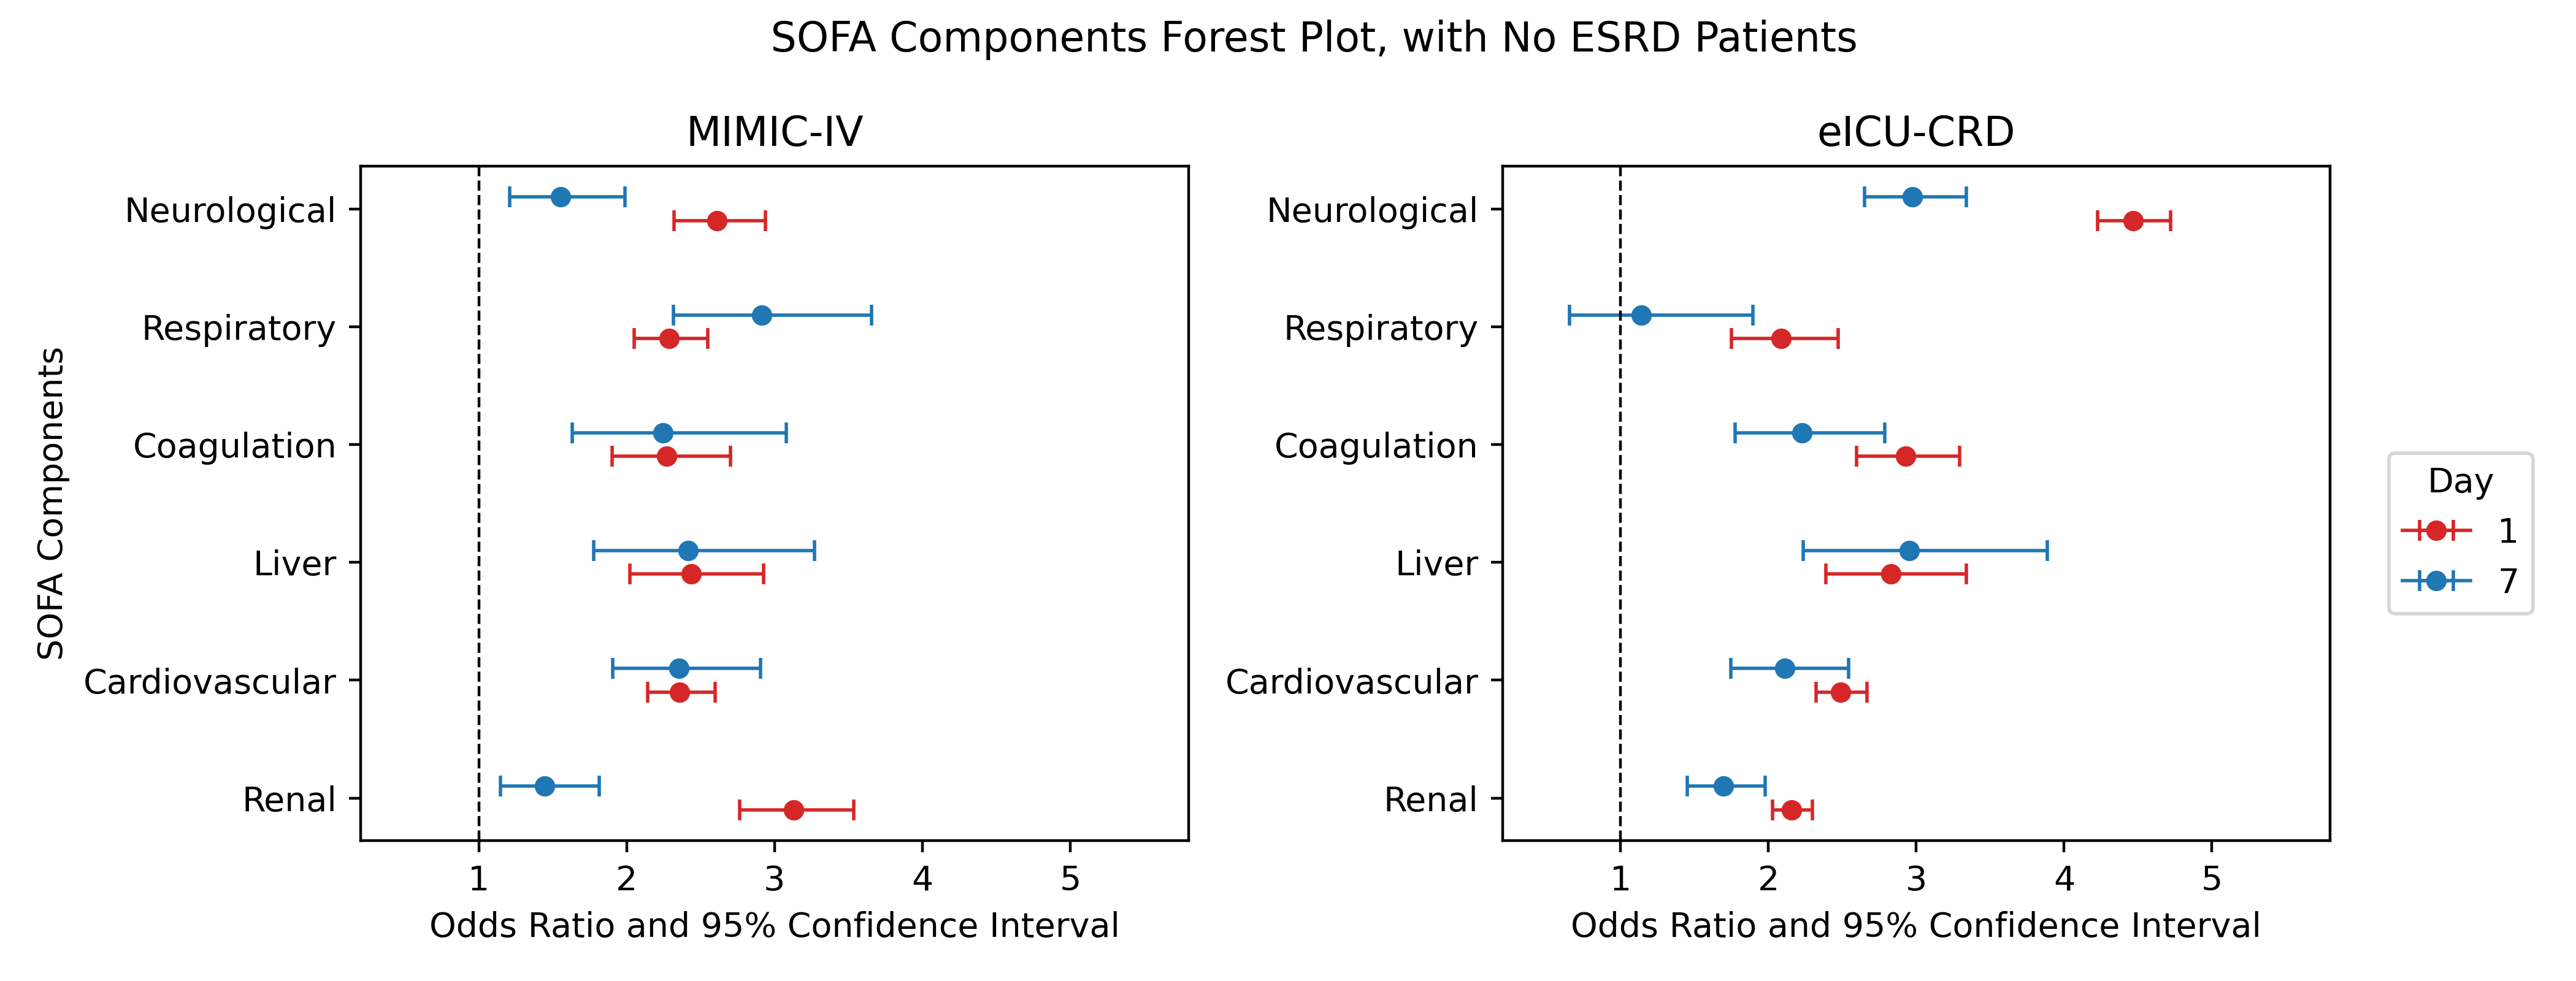 SOFA Components Forest Plot, with No ESRD Patients
MIMIC-IV
SOFA Components
Neurological
Respiratory
Coagulation
Liver
Cardiovascular
Renal
1 2 3 4 5
Odds Ratio and 95% Confidence Interval
eICU-CRD
Neurological
Respiratory
Coagulation
Liver
Cardiovascular
Renal
1 2 3 4 5
Odds Ratio and 95% Confidence Interval
Day
1
7